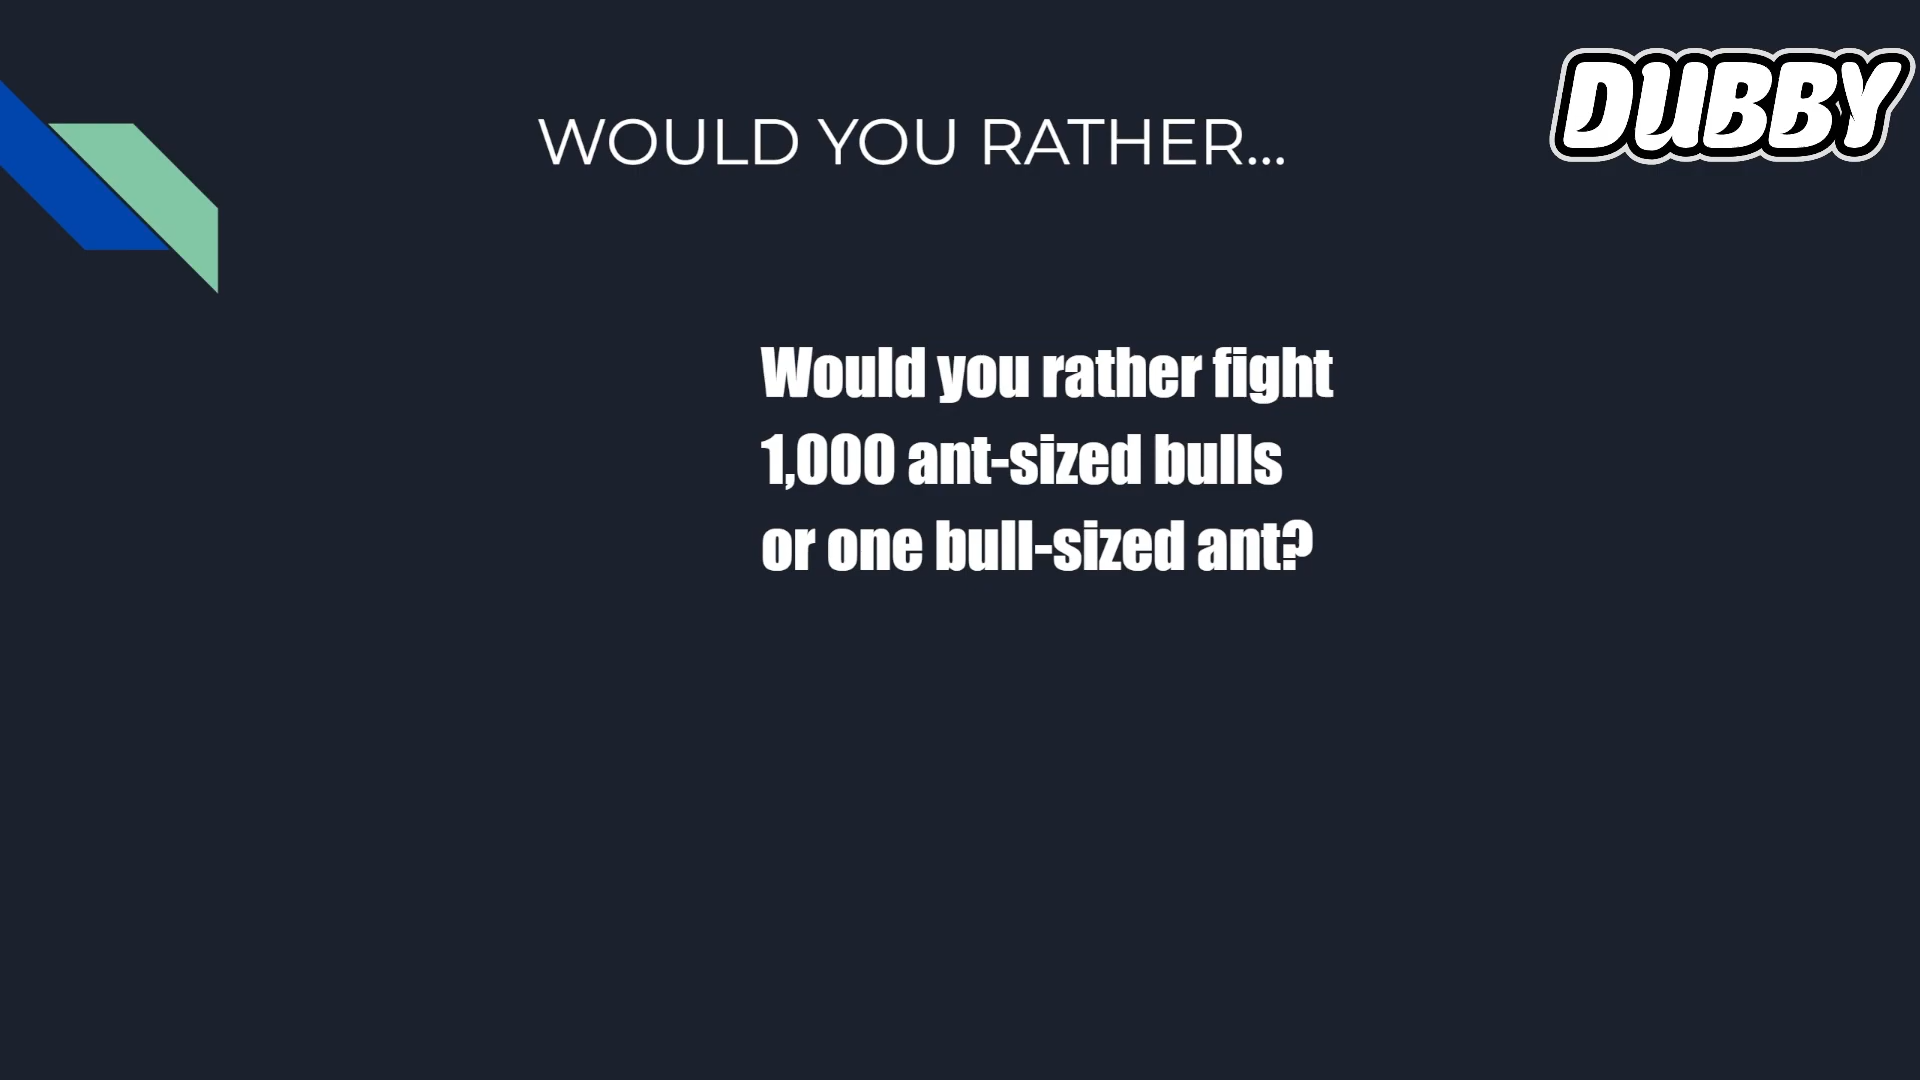 DUBBY
WOULD YOU RATHER...
Would you rather fight
1,000 ant-sized bulls
or one bull-sized ant?